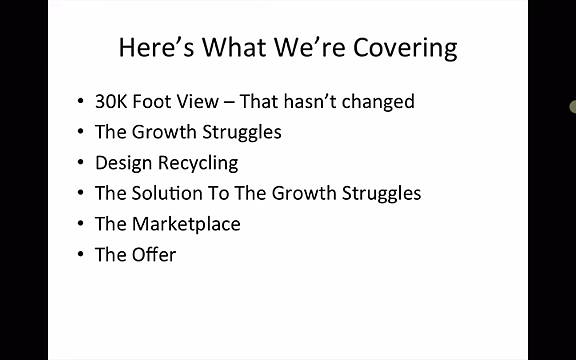 Here's What We're Covering
• 30K Foot View – That hasn't changed
• The Growth Struggles
• Design Recycling
• The Solution To The Growth Struggles
• The Marketplace
• The Offer